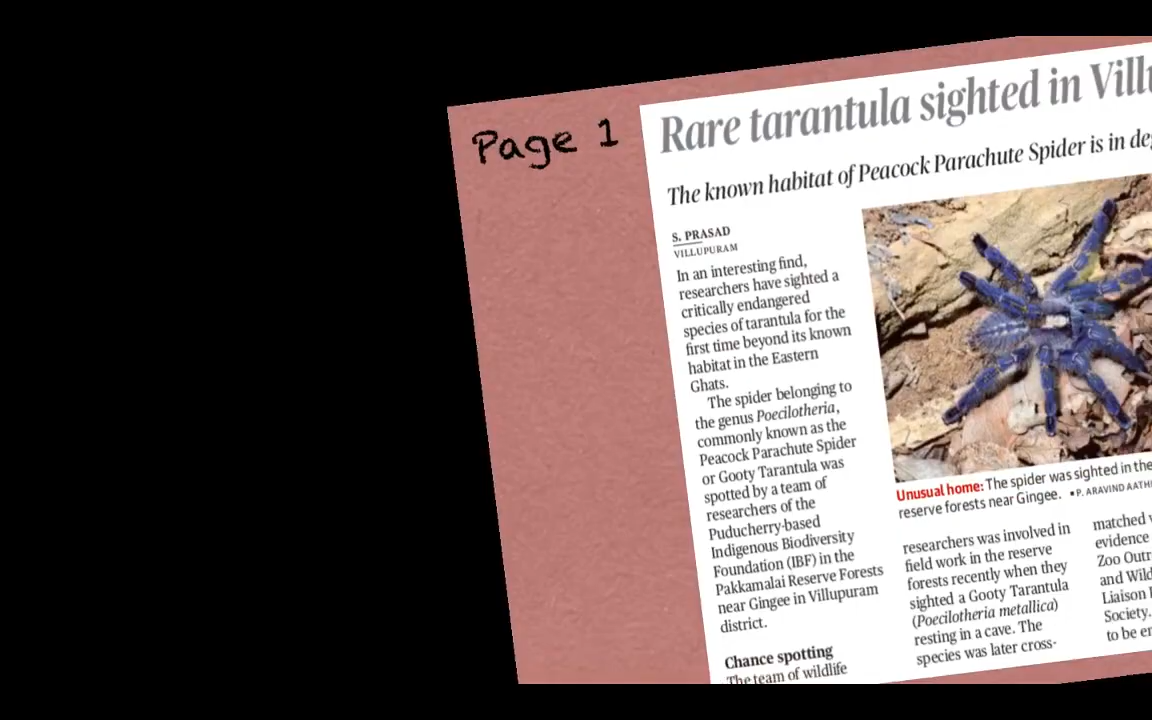 Page 1
Rare tarantula sighted in
The known habitat of Peacock Parachute Spider is in
S. PRASAD
VILLUPURAM
In an interesting find,
researchers have sighted a
critically endangered
species of tarantula for the
first time beyond its known
habitat in the Eastern
Ghats.
The spider belonging to
the genus Poecilotheria,
commonly known as the
Peacock Parachute Spider
or Gooty Tarantula was
spotted by a team of
researchers of the
Puducherry-based
Indigenous Biodiversity
Foundation (IBF) in the
Pakkamalai Reserve Forests
near Gingee in Villupuram
district.
Chance spotting
The team of wildlife
Unusual home: The spider was sighted in the
reserve forests near Gingee. ▪ P. ARAVIND
researchers was involved in
field work in the reserve
forests recently when they
sighted a Gooty Tarantula
(Poecilotheria metallica)
resting in a cave. The
species was later cross-
matched
evidence
Zoo
and
Liaison
Society.
to be